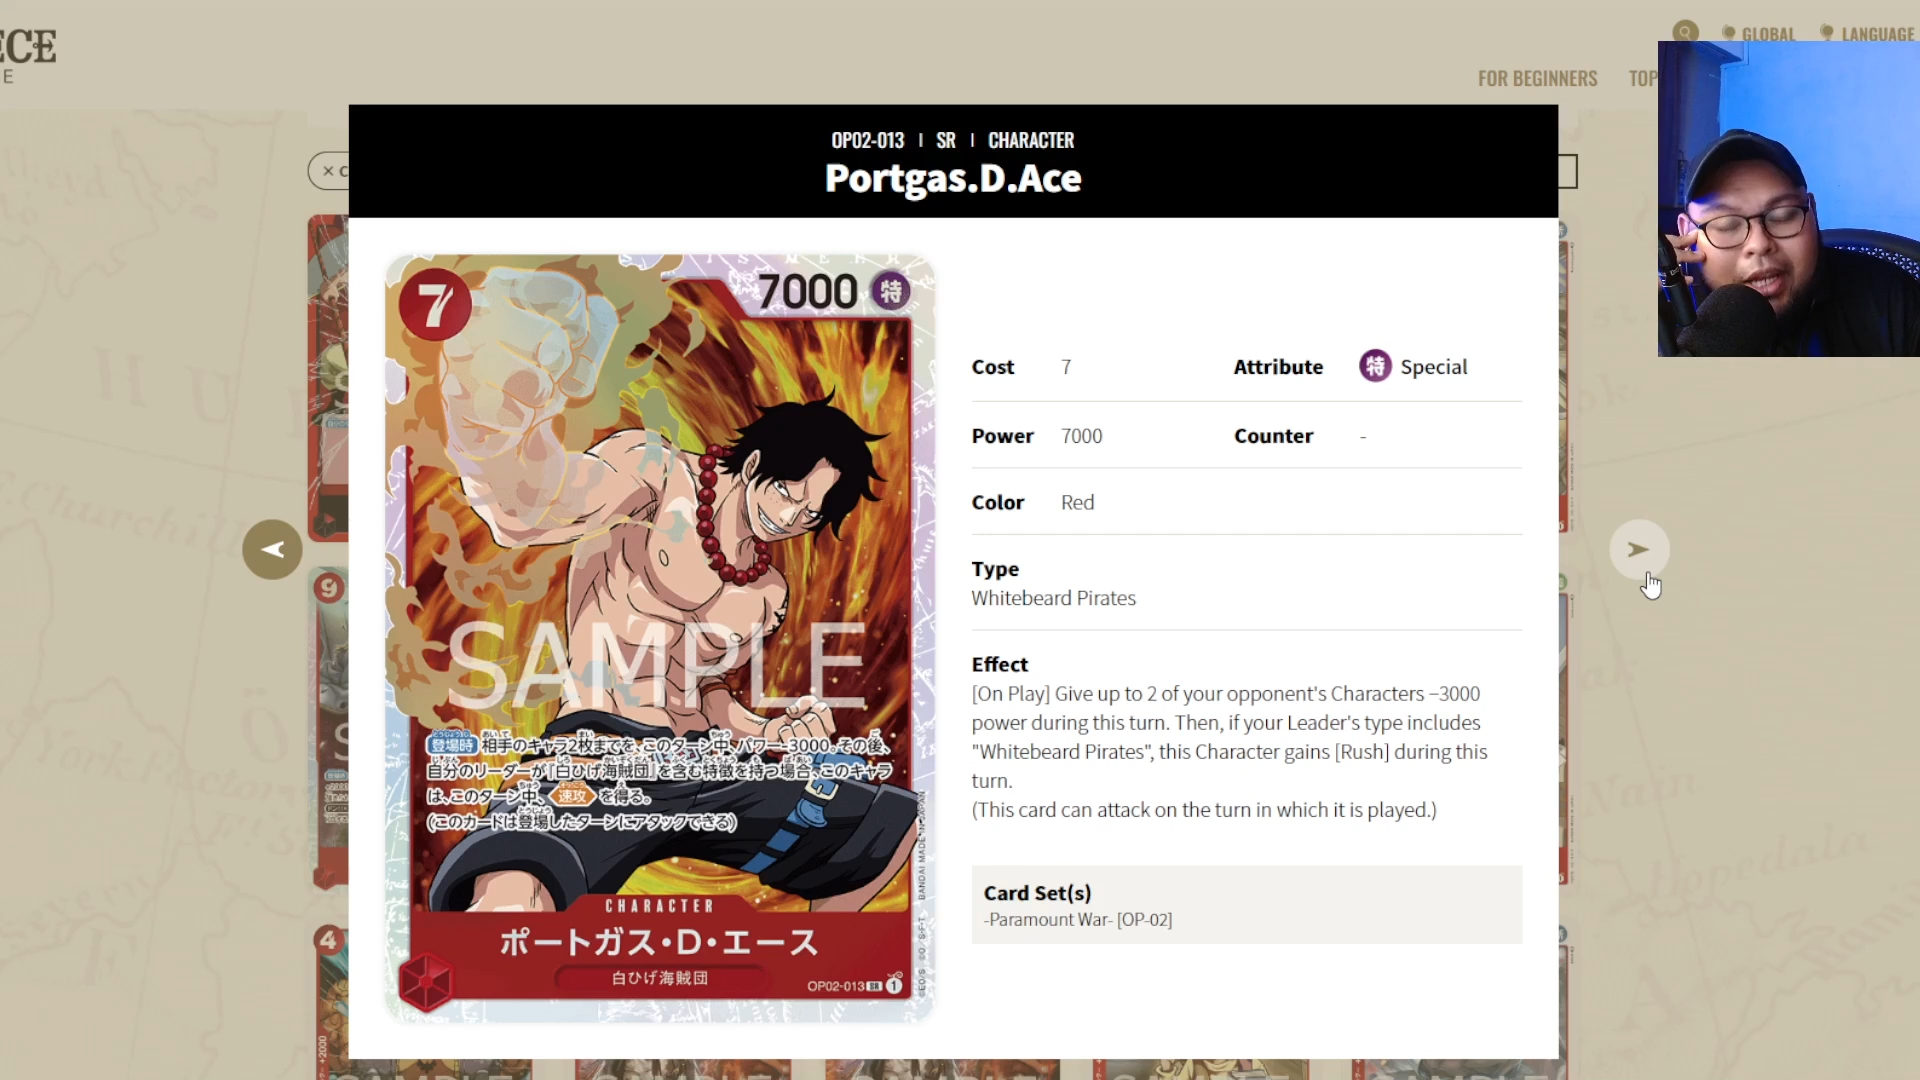 ECE
E
GLOBAL
LANGUAGE
FOR BEGINNERS
TOP
× C
OP02-013 | SR | CHARACTER
Portgas.D.Ace
7
7000
特
SAMPLE
登場時 相手のキャラ2枚までを、このターン中、パワー-3000。その後、
自分のリーダーが『白ひげ海賊団』を含む特徴を持つ場合、このキャラ
は、このターン中、速攻を得る。
(このカードは登場したターンにアタックできる)
CHARACTER
ポートガス・D・エース
白ひげ海賊団
OP02-013 SR 1
Cost 7
Attribute 特 Special
Power 7000
Counter -
Color Red
Type
Whitebeard Pirates
Effect
[On Play] Give up to 2 of your opponent's Characters −3000
power during this turn. Then, if your Leader's type includes
"Whitebeard Pirates", this Character gains [Rush] during this
turn.
(This card can attack on the turn in which it is played.)
Card Set(s)
-Paramount War- [OP-02]
9
4